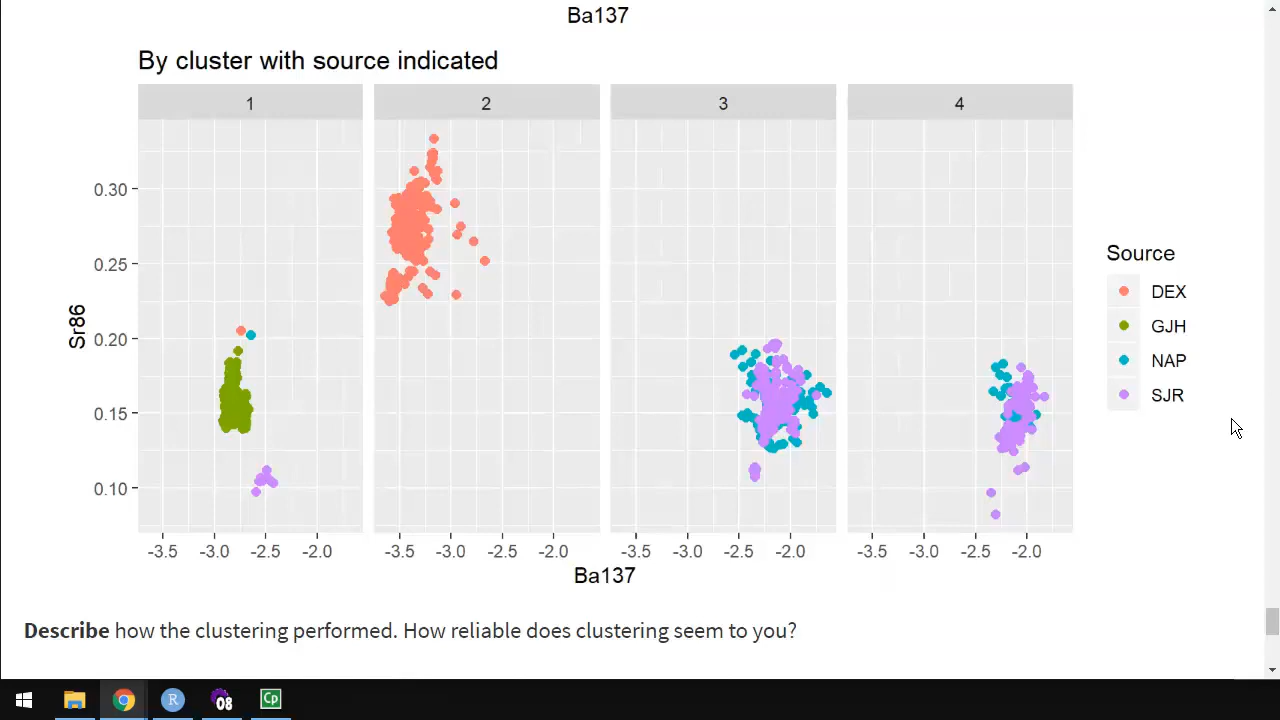 Ba137
By cluster with source indicated
1 2 3 4
0.30
0.25
0.20
0.15
0.10
Sr86
-3.5 -3.0 -2.5 -2.0 -3.5 -3.0 -2.5 -2.0 -3.5 -3.0 -2.5 -2.0 -3.5 -3.0 -2.5 -2.0
Ba137
Source
DEX
GJH
NAP
SJR
Describe how the clustering performed. How reliable does clustering seem to you?
R 08 Cp